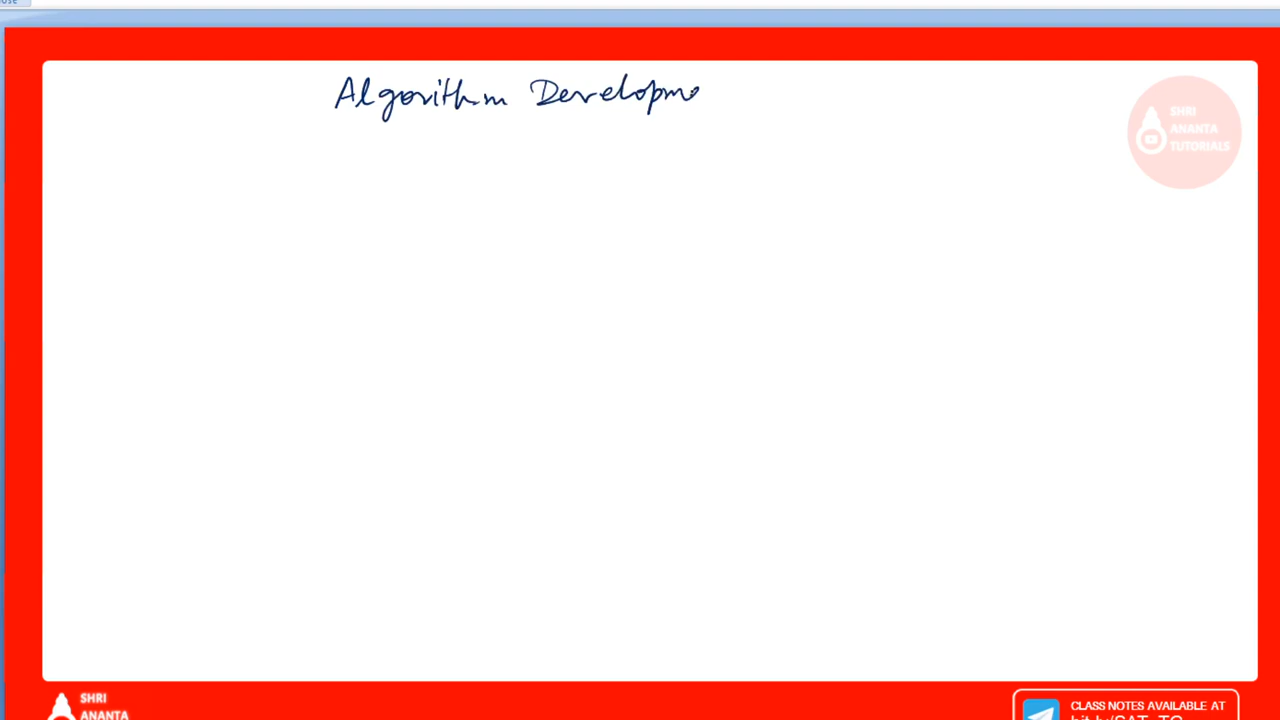 Algorithm Developme
SHRI
ANANTA
TUTORIALS
SHRI
ANANTA
CLASS NOTES AVAILABLE AT